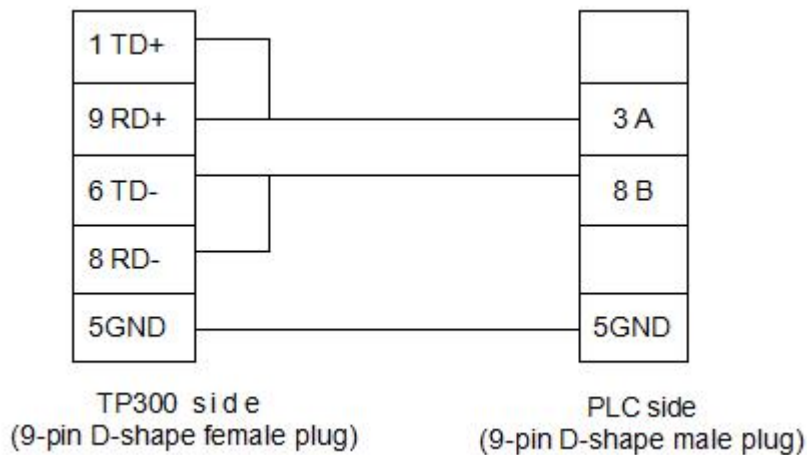 1 TD+
9 RD+
3 A
6 TD-
8 B
8 RD-
5GND
5GND
TP300 side
(9-pin D-shape female plug)
PLC side
(9-pin D-shape male plug)